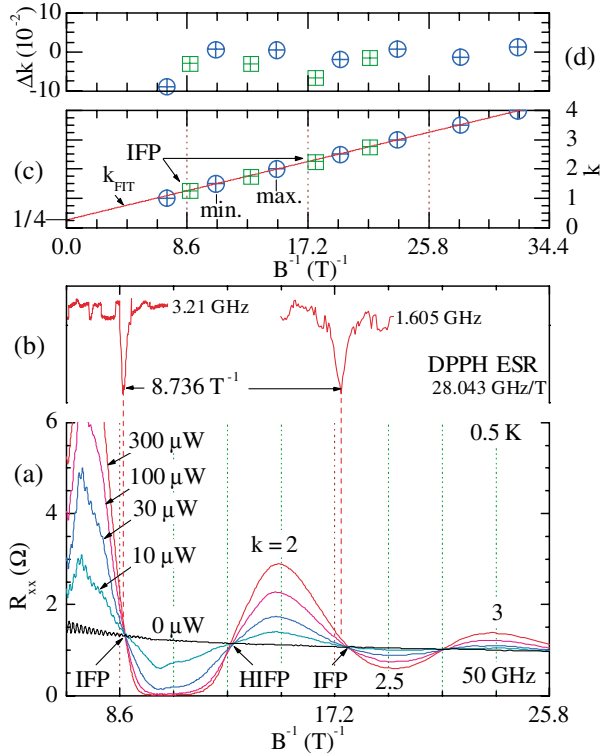 Δk (10⁻²)
10
0
-10
(d)
(c)
IFP
k_FIT
min.
max.
1/4
4
3
2
1
0
k
0.0 8.6 17.2 25.8 34.4
B⁻¹ (T)⁻¹
(b)
3.21 GHz
1.605 GHz
8.736 T⁻¹
DPPH ESR
28.043 GHz/T
(a)
R_xx (Ω)
6
4
2
0
300 μW
100 μW
30 μW
10 μW
0 μW
0.5 K
k = 2
3
IFP
HIFP
IFP
2.5
50 GHz
8.6 17.2 25.8
B⁻¹ (T)⁻¹